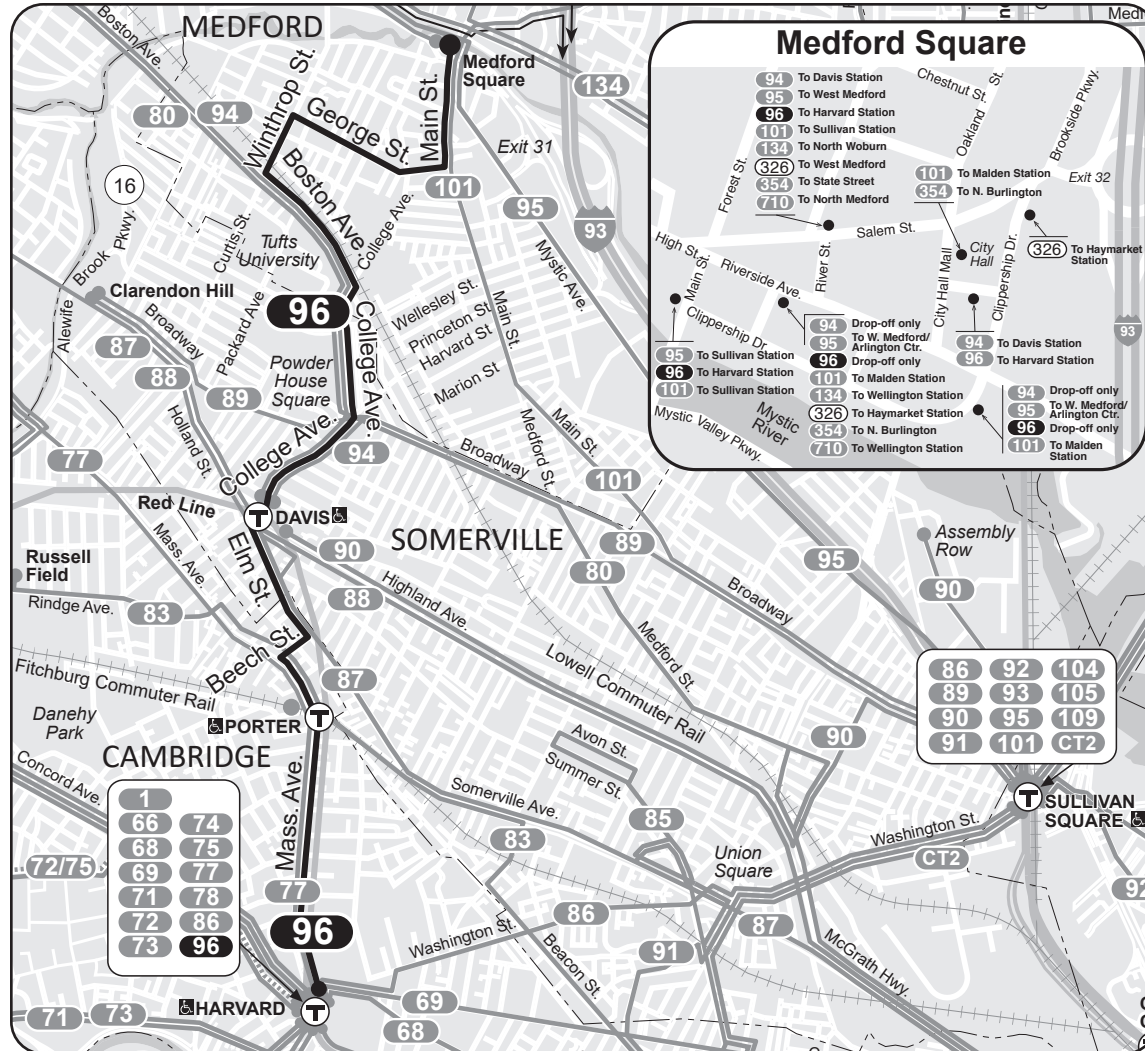 MEDFORD
Boston Ave.
Medford
Square
134
80
94
Winthrop St.
George St.
Main St.
Exit 31
16
101
95
93
Boston Ave.
College Ave.
Curtis St.
Tufts
University
Mystic Ave.
Alewife Brook Pkwy.
Clarendon Hill
96
Wellesley St.
Princeton St.
Harvard St.
Marion St
Main St.
College Ave.
Broadway
Packard Ave
87
88
89
Powder
House
Square
Holland St.
College Ave.
94
Broadway
Medford St.
Main St.
101
77
Red Line
DAVIS
SOMERVILLE
89
95
Assembly
Row
Mass. Ave.
Elm St.
90
80
90
Russell
Field
Rindge Ave.
83
88
Highland Ave.
Broadway
Beech St.
Medford St.
Lowell Commuter Rail
Fitchburg Commuter Rail
87
86 92 104
89 93 105
90 95 109
91 101 CT2
Danehy
Park
PORTER
90
CAMBRIDGE
Avon St.
Summer St.
Concord Ave.
1
66 74
68 75
69 77
71 78
72 86
73 96
72/75
Mass. Ave.
Somerville Ave.
83
85
SULLIVAN
SQUARE
Washington St.
CT2
Union
Square
77
96
86
87
Washington St.
91
Beacon St.
McGrath Hwy.
HARVARD
69
71
73
68
Medford Square
94 To Davis Station
95 To West Medford
96 To Harvard Station
101 To Sullivan Station
134 To North Woburn
326 To West Medford
354 To State Street
710 To North Medford
Chestnut St.
Oakland St.
Brookside Pkwy.
Exit 32
Forest St.
101 To Malden Station
354 To N. Burlington
Salem St.
High St.
City
Hall
326 To Haymarket
Station
Main St.
Riverside Ave.
River St.
City Hall Mall
Clippership Dr.
Clippership Dr.
93
95 To Sullivan Station
96 To Harvard Station
101 To Sullivan Station
94 Drop-off only
95 To W. Medford/
Arlington Ctr.
96 Drop-off only
101 To Malden Station
134 To Wellington Station
326 To Haymarket Station
354 To N. Burlington
710 To Wellington Station
94 To Davis Station
96 To Harvard Station
94 Drop-off only
95 To W. Medford/
Arlington Ctr.
96 Drop-off only
101 To Malden
Station
Mystic Valley Pkwy.
Mystic
River